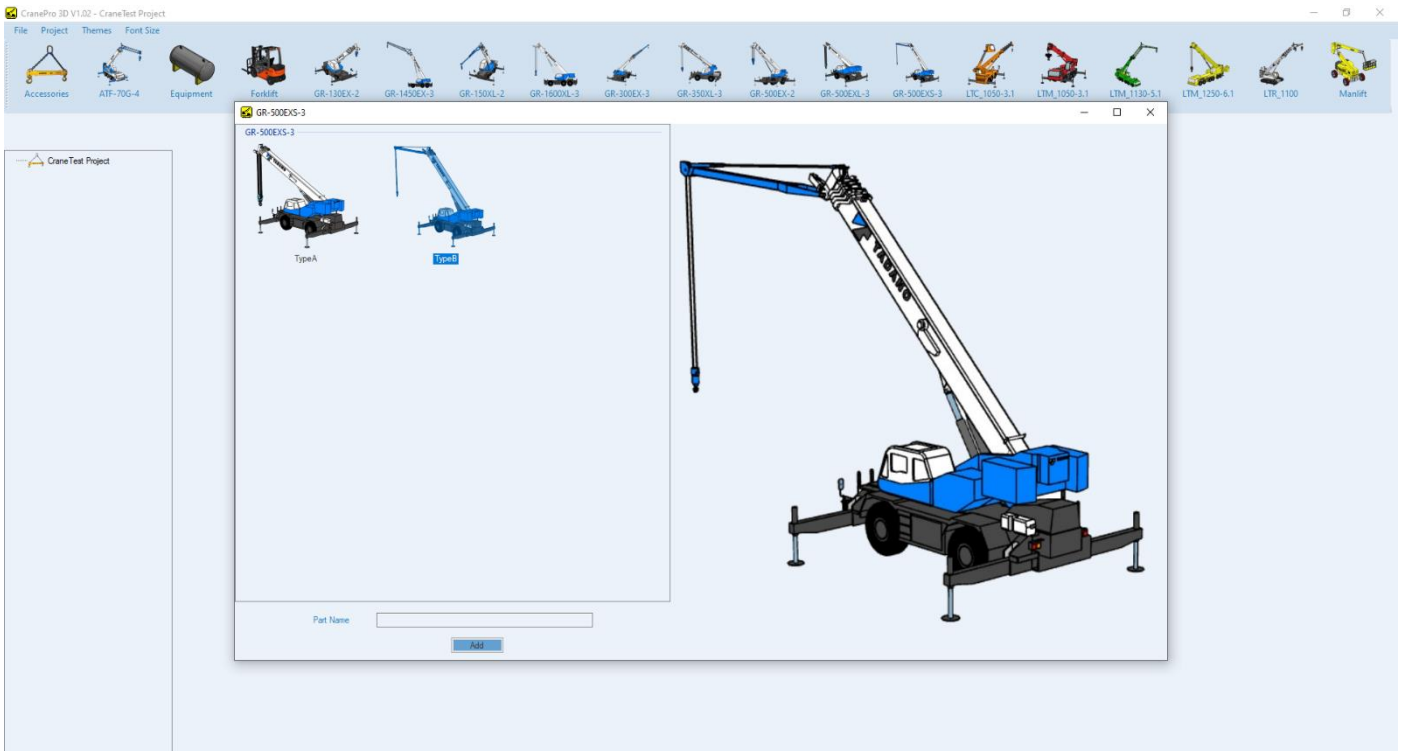 CranePro 3D V1.02 - CraneTest Project
File Project Themes Font Size
Accessories ATF-70G-4 Equipment Forklift GR-130EX-2 GR-1450EX-3 GR-150XL-2 GR-1600XL-3 GR-300EX-3 GR-350XL-3 GR-500EX-2 GR-500EXL-3 GR-500EXS-3 LTC_1050-3.1 LTM_1050-3.1 LTM_1130-5.1 LTM_1250-6.1 LTR_1100 Manlift
GR-500EXS-3
GR-500EXS-3
CraneTest Project
TypeA TypeB
TADANO
Part Name
Add